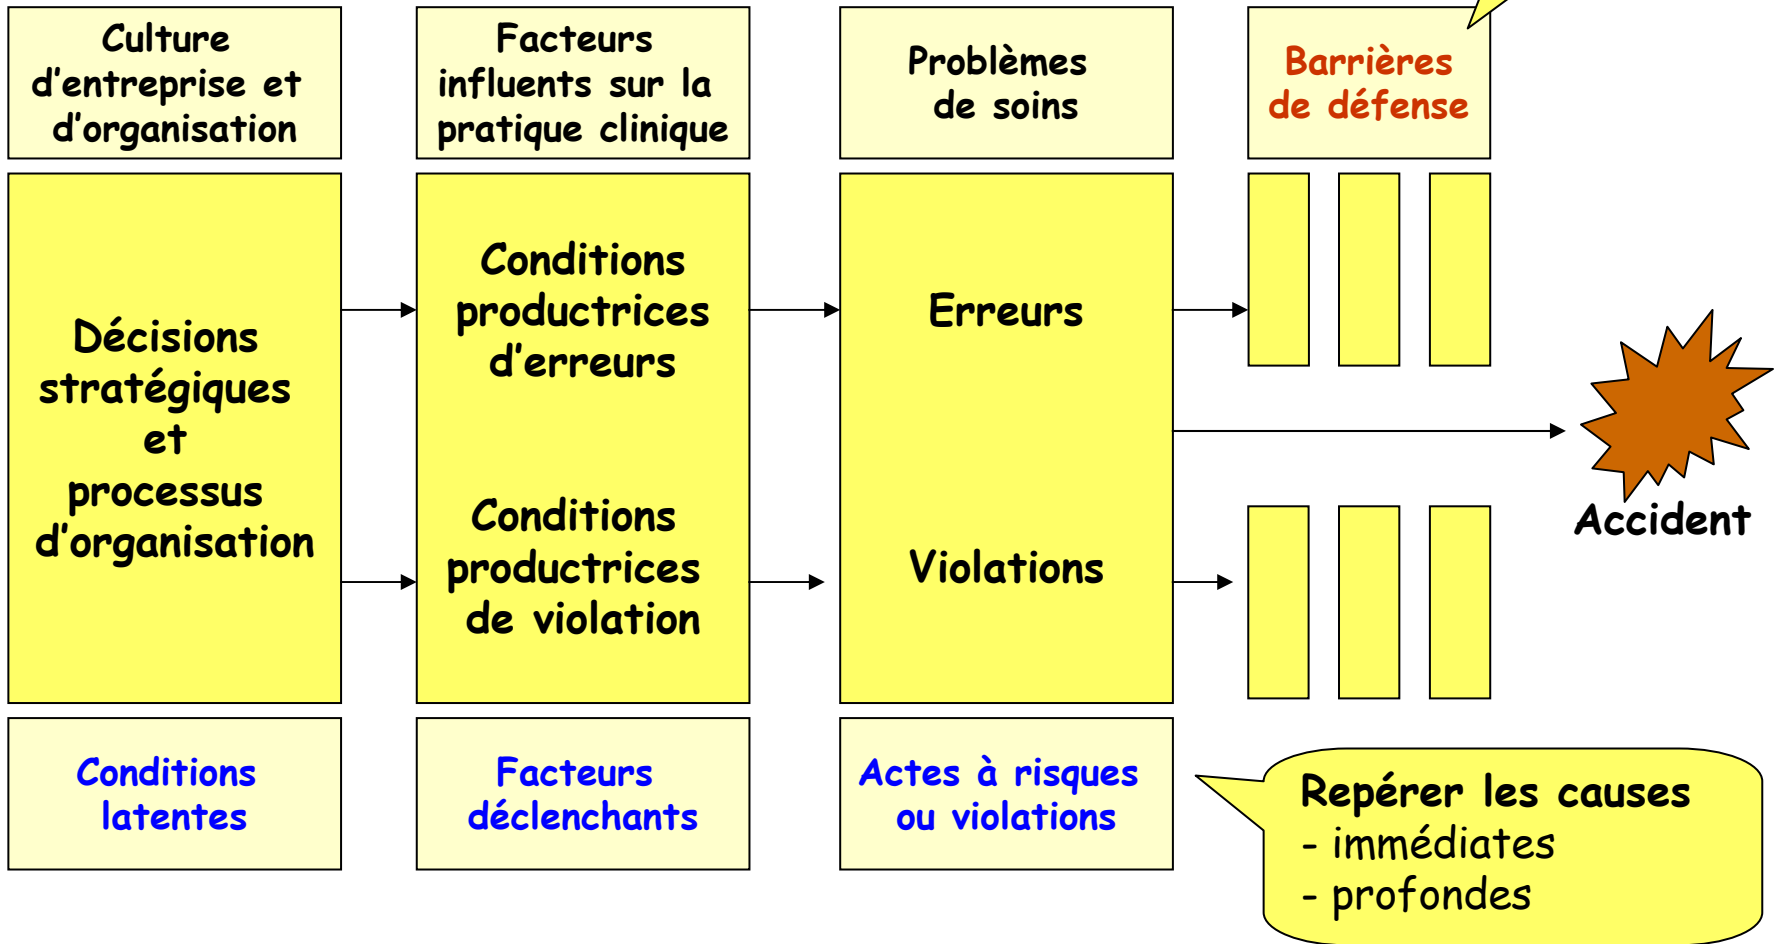 Culture
d'entreprise et
d'organisation
Facteurs
influents sur la
pratique clinique
Problèmes
de soins
Barrières
de défense
Décisions
stratégiques
et
processus
d'organisation
Conditions
productrices
d'erreurs
Conditions
productrices
de violation
Erreurs
Violations
Accident
Conditions
latentes
Facteurs
déclenchants
Actes à risques
ou violations
Repérer les causes
- immédiates
- profondes